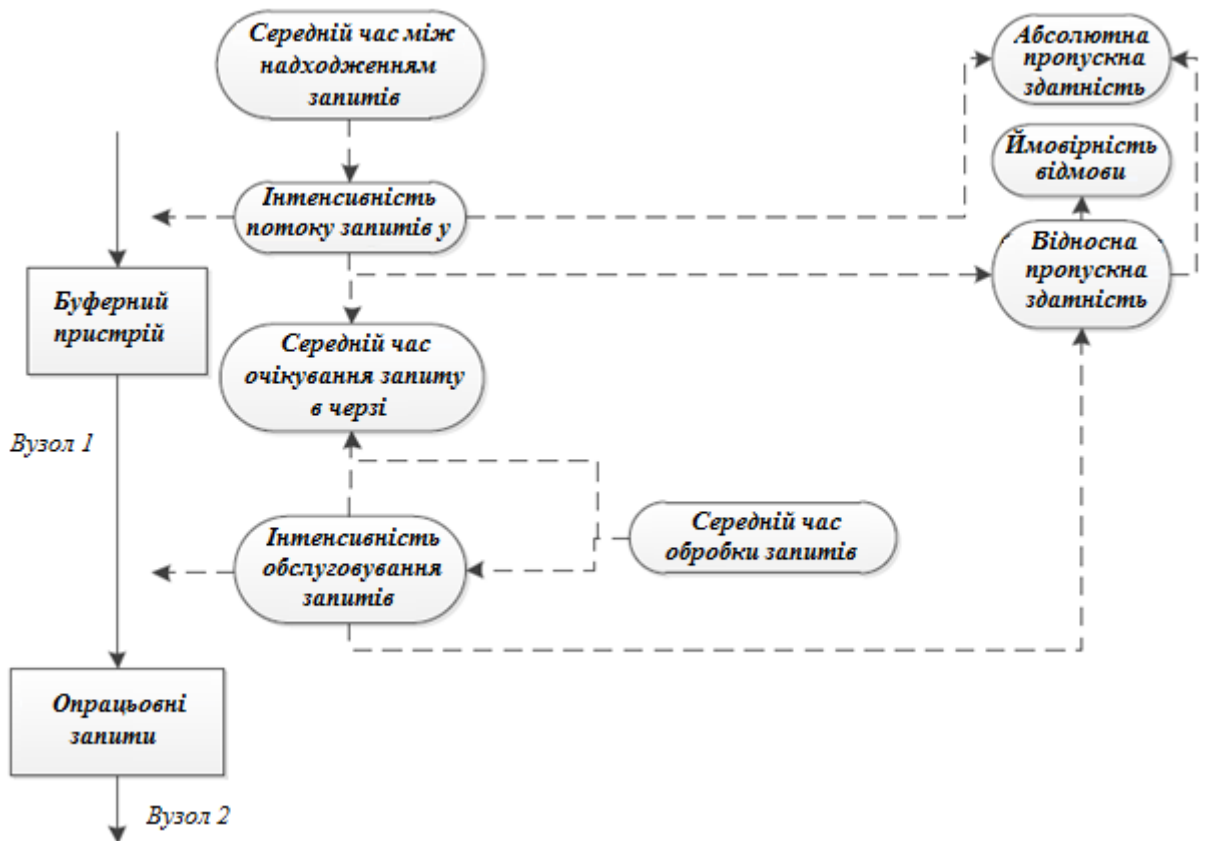 Середній час між
надходженням
запитів
Абсолютна
пропускна
здатність
Ймовірність
відмови
Інтенсивність
потоку запитів у
Відносна
пропускна
здатність
Буферний
пристрій
Середній час
очікування запиту
в черзі
Вузол 1
Інтенсивність
обслуговування
запитів
Середній час
обробки запитів
Опрацьовні
запити
Вузол 2